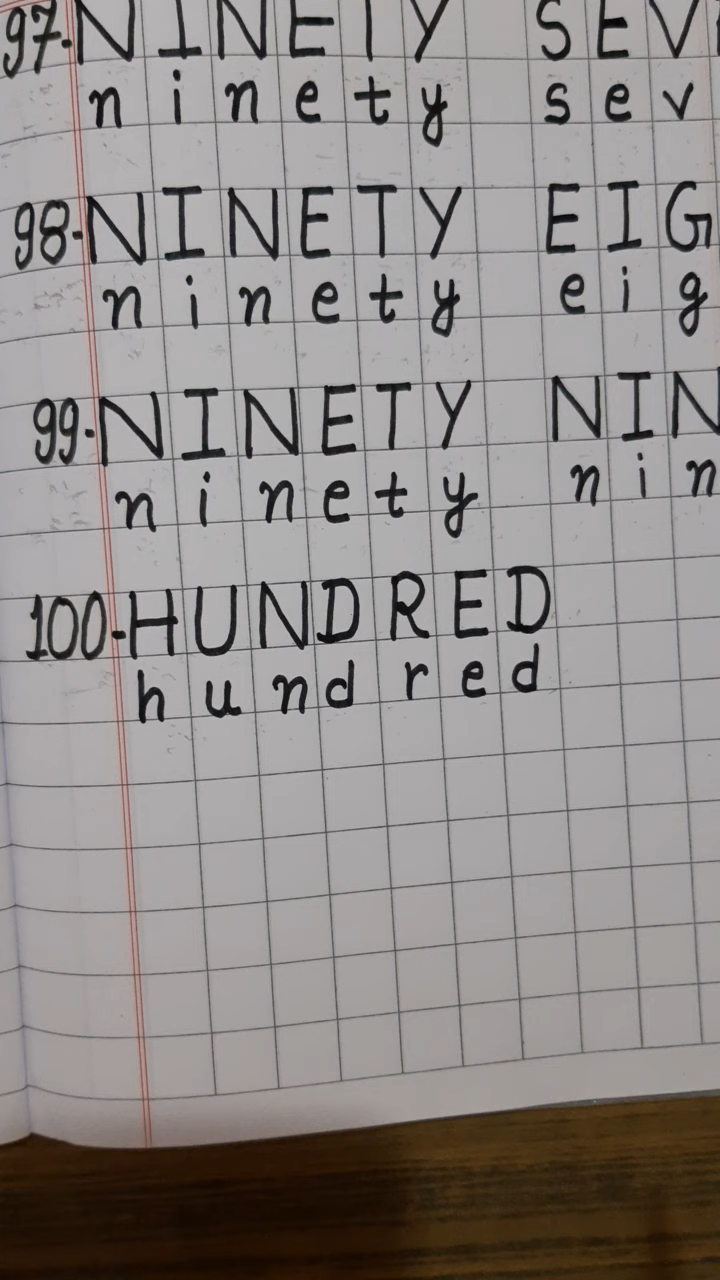 97-NINETY SEV
ninety sev
98-NINETY EIG
ninety eig
99-NINETY NIN
ninety nin
100-HUNDRED
hundred